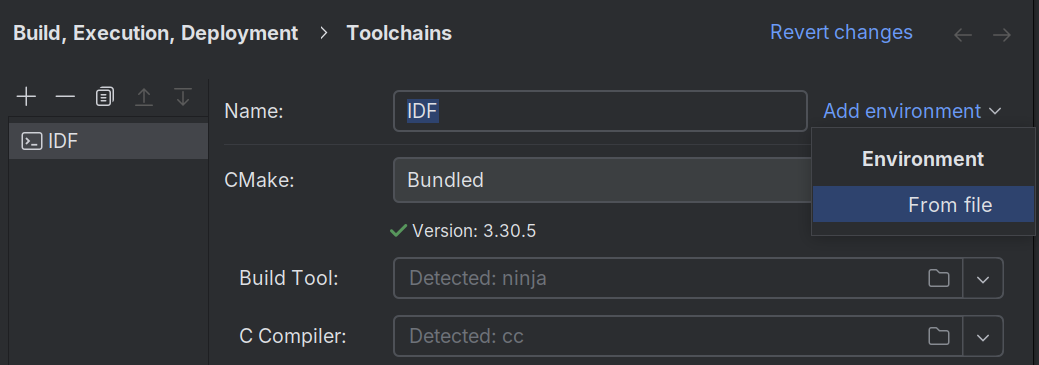 Build, Execution, Deployment > Toolchains Revert changes
IDF
Name: IDF Add environment
Environment
From file
CMake: Bundled
Version: 3.30.5
Build Tool: Detected: ninja
C Compiler: Detected: cc